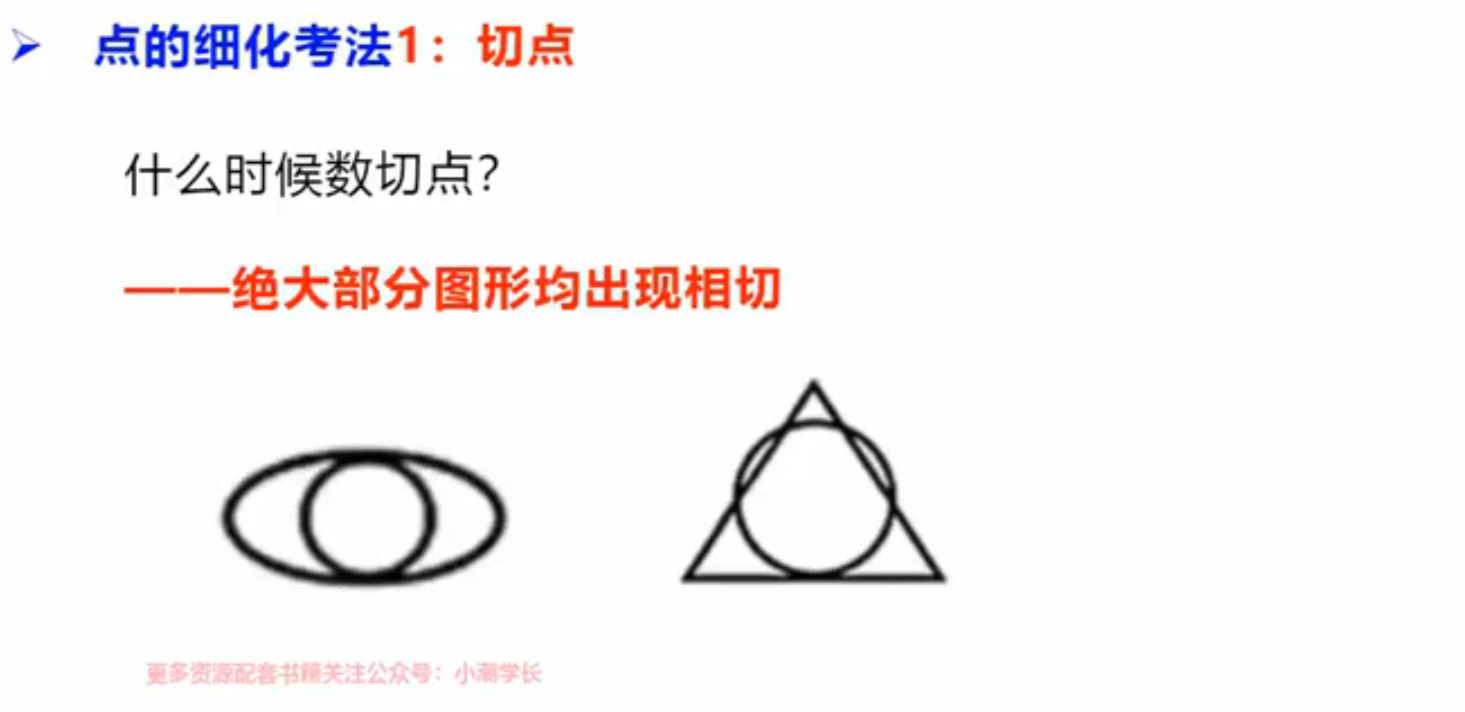 点的细化考法1：切点
什么时候数切点？
——绝大部分图形均出现相切
更多资源配套书籍关注公众号：小潮学长